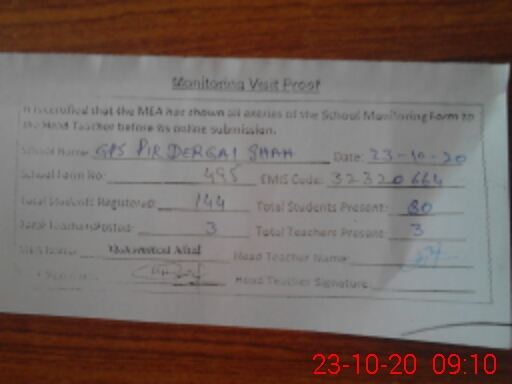 Monitoring Visit Proof
It is certified that the MEA has shown all entries of the School Monitoring Form to
the Head Teacher before its online submission.
School Name: GPS PIR DERGAI SHAH Date: 23-10-20
School Form No: 495 EMIS Code: 32320664
Total Students Registered: 144 Total Students Present: 80
Total Teachers Posted: 3 Total Teachers Present: 3
MEA Name: Muhammad Head Teacher Name:
Head Teacher Signature:
23-10-20 09:10